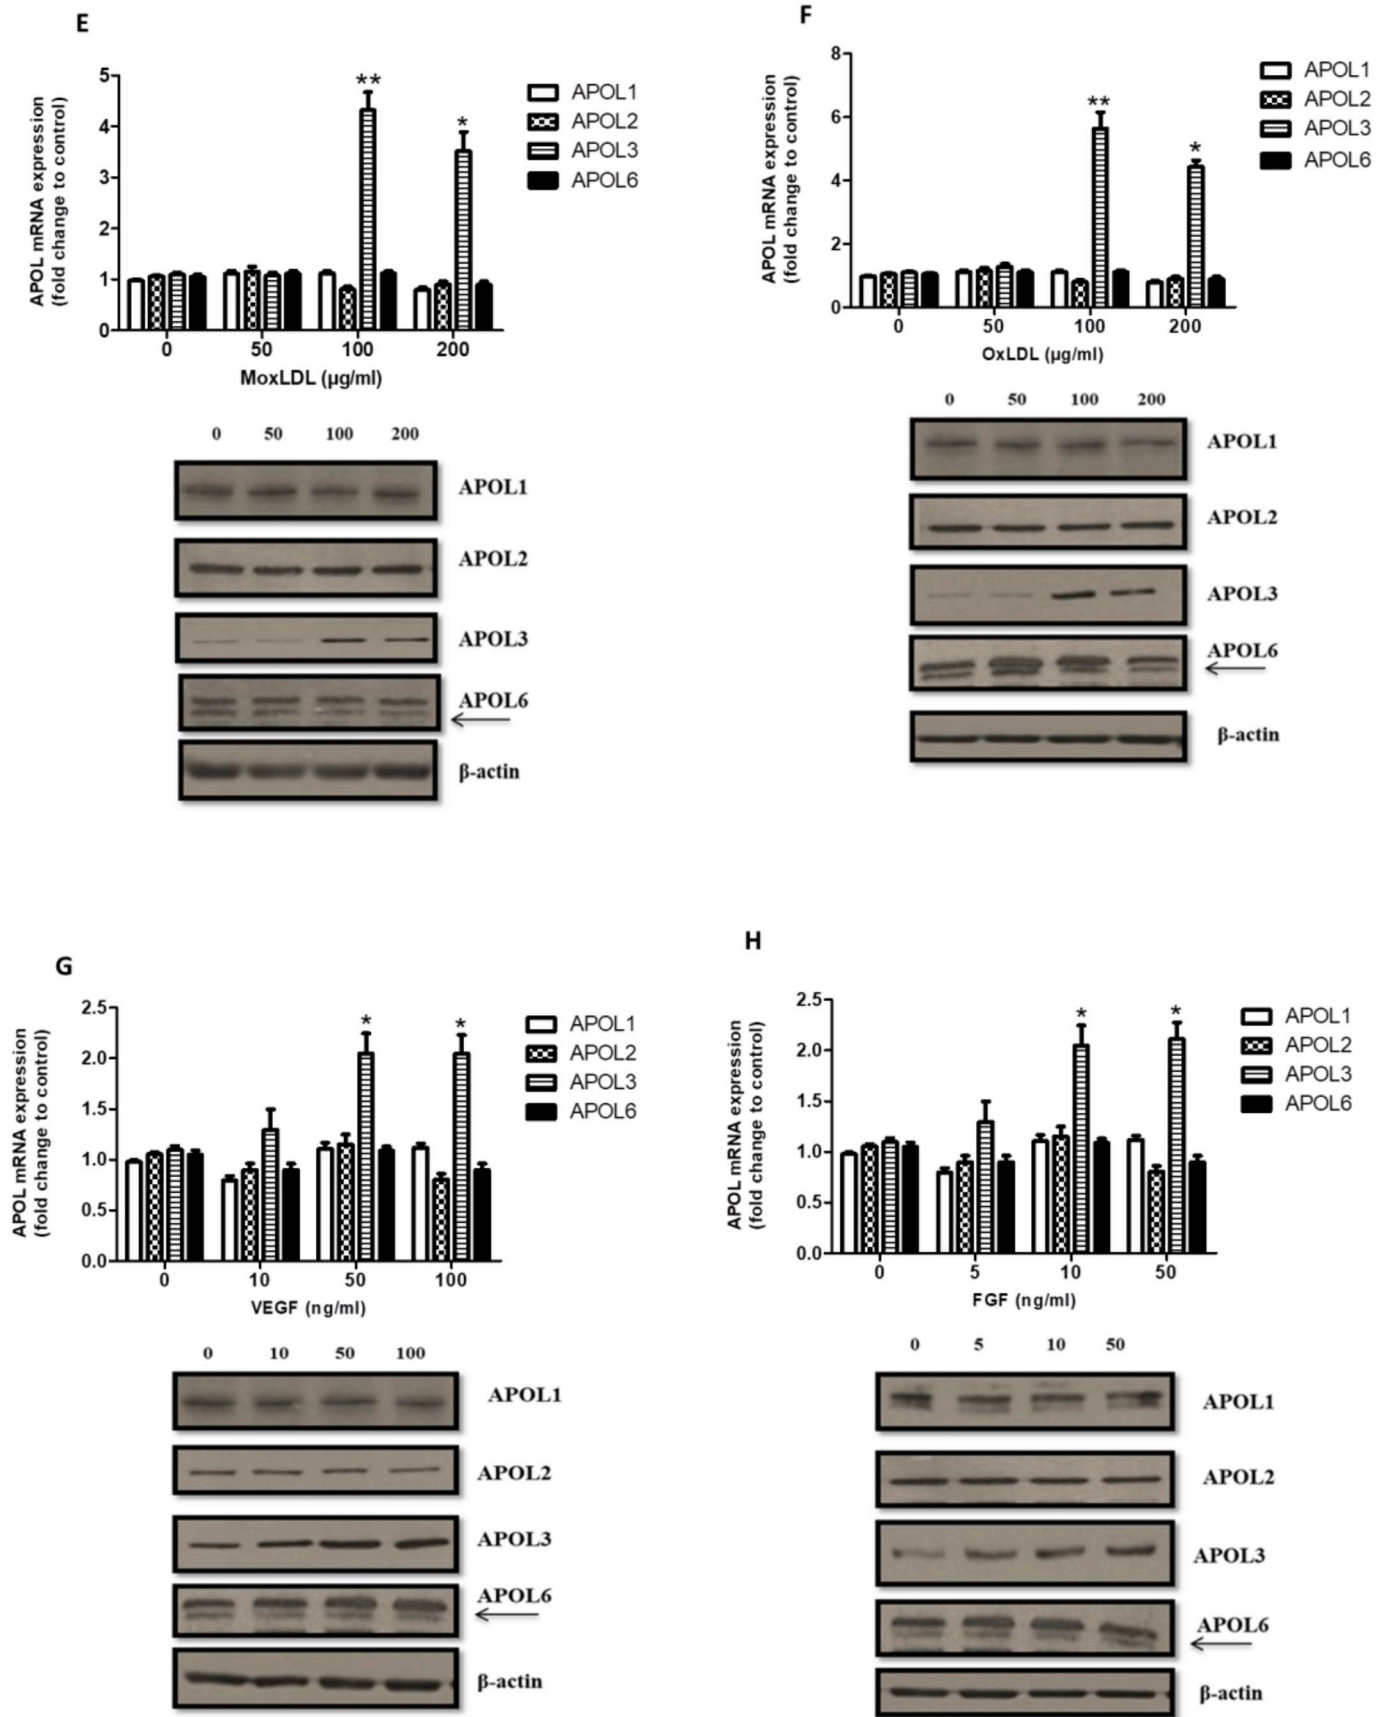 E
APOL mRNA expression
(fold change to control)
5
4
3
2
1
0
**
*
0 50 100 200
MoxLDL (µg/ml)
APOL1
APOL2
APOL3
APOL6
0 50 100 200
APOL1
APOL2
APOL3
APOL6
β-actin
F
APOL mRNA expression
(fold change to control)
8
6
4
2
0
**
*
0 50 100 200
OxLDL (µg/ml)
APOL1
APOL2
APOL3
APOL6
0 50 100 200
APOL1
APOL2
APOL3
APOL6
β-actin
G
APOL mRNA expression
(fold change to control)
2.5
2.0
1.5
1.0
0.5
0.0
* *
0 10 50 100
VEGF (ng/ml)
APOL1
APOL2
APOL3
APOL6
0 10 50 100
APOL1
APOL2
APOL3
APOL6
β-actin
H
APOL mRNA expression
(fold change to control)
2.5
2.0
1.5
1.0
0.5
0.0
* *
0 5 10 50
FGF (ng/ml)
APOL1
APOL2
APOL3
APOL6
0 5 10 50
APOL1
APOL2
APOL3
APOL6
β-actin